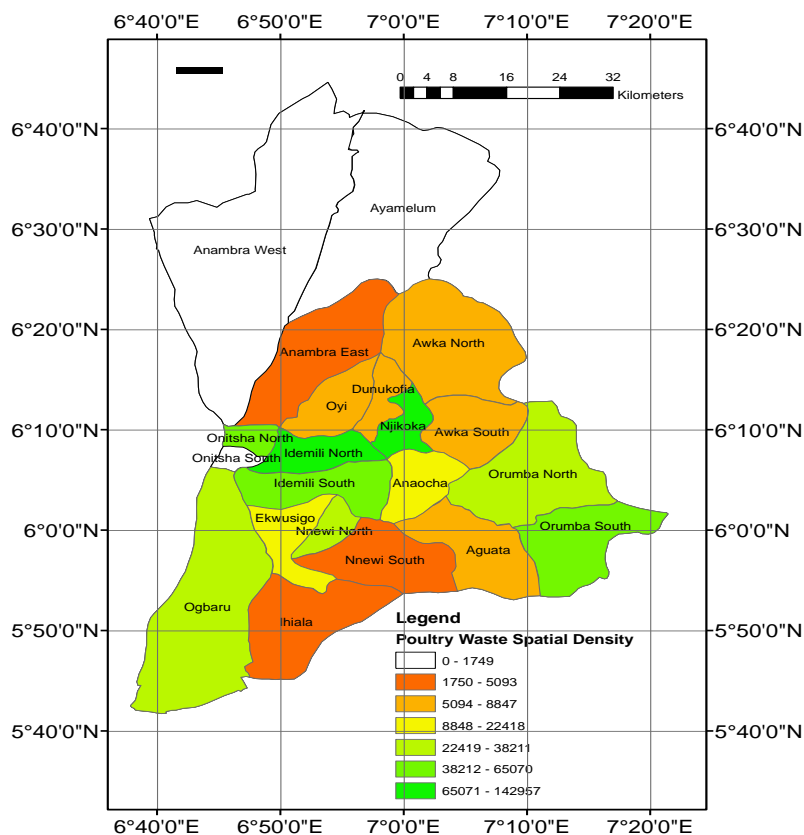 6°40'0"E 6°50'0"E 7°0'0"E 7°10'0"E 7°20'0"E
0 4 8 16 24 32
Kilometers
6°40'0"N 6°40'0"N
Ayamelum
6°30'0"N 6°30'0"N
Anambra West
6°20'0"N 6°20'0"N
Awka North
Anambra East
Dunukofia
Oyi
6°10'0"N 6°10'0"N
Njikoka
Awka South
Onitsha North
Idemili North
Onitsha South
Orumba North
Idemili South
Anaocha
Ekwusigo
Orumba South
6°0'0"N 6°0'0"N
Nnewi North
Aguata
Nnewi South
Ogbaru
Ihiala
5°50'0"N 5°50'0"N
Legend
Poultry Waste Spatial Density
0 - 1749
1750 - 5093
5094 - 8847
8848 - 22418
22419 - 38211
38212 - 65070
65071 - 142957
5°40'0"N 5°40'0"N
6°40'0"E 6°50'0"E 7°0'0"E 7°10'0"E 7°20'0"E